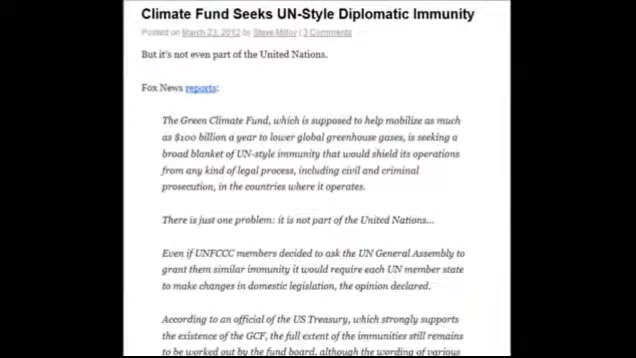 Climate Fund Seeks UN-Style Diplomatic Immunity
Posted on March 23, 2012 by Steve Milloy | 3 Comments
But it's not even part of the United Nations.
Fox News reports:
The Green Climate Fund, which is supposed to help mobilize as much
as $100 billion a year to lower global greenhouse gases, is seeking a
broad blanket of UN-style immunity that would shield its operations
from any kind of legal process, including civil and criminal
prosecution, in the countries where it operates.
There is just one problem: it is not part of the United Nations...
Even if UNFCCC members decided to ask the UN General Assembly to
grant them similar immunity it would require each UN member state
to make changes in domestic legislation, the opinion declared.
According to an official of the US Treasury, which strongly supports
the existence of the GCF, the full extent of the immunities still remains
to be worked out by the fund board, although the wording of various